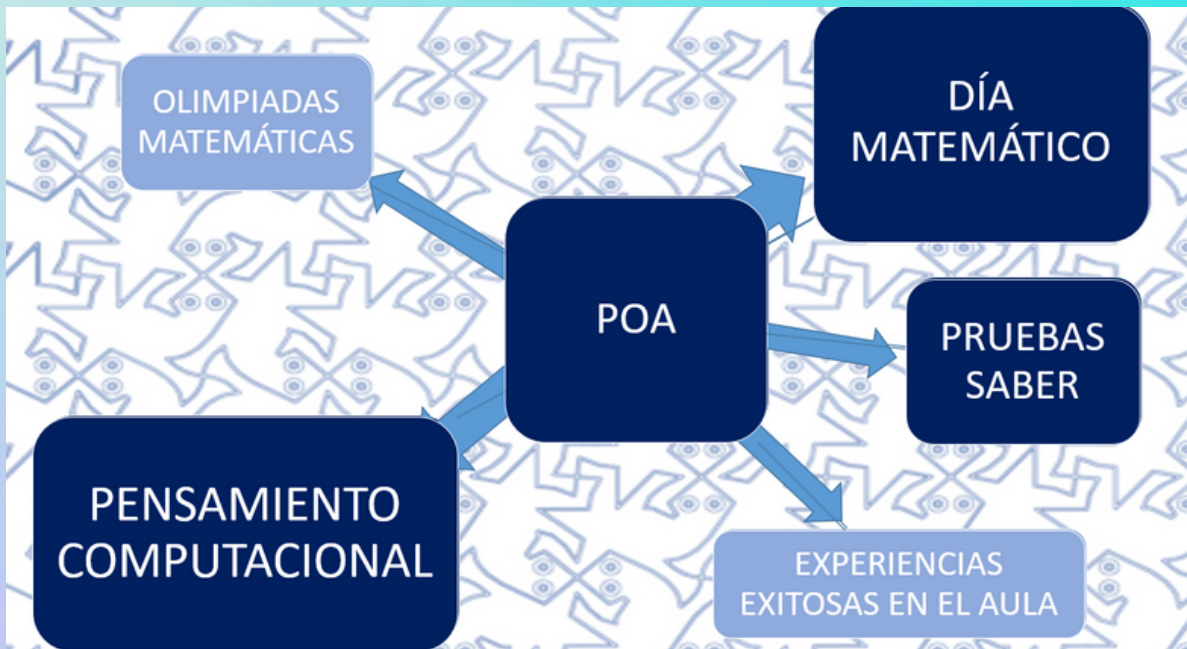 OLIMPIADAS
MATEMÁTICAS
DÍA
MATEMÁTICO
POA
PRUEBAS
SABER
PENSAMIENTO
COMPUTACIONAL
EXPERIENCIAS
EXITOSAS EN EL AULA